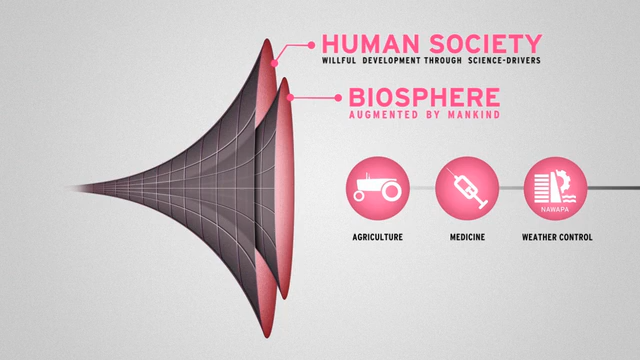 HUMAN SOCIETY
WILLFUL DEVELOPMENT THROUGH SCIENCE-DRIVERS
BIOSPHERE
AUGMENTED BY MANKIND
NAWAPA
AGRICULTURE
MEDICINE
WEATHER CONTROL